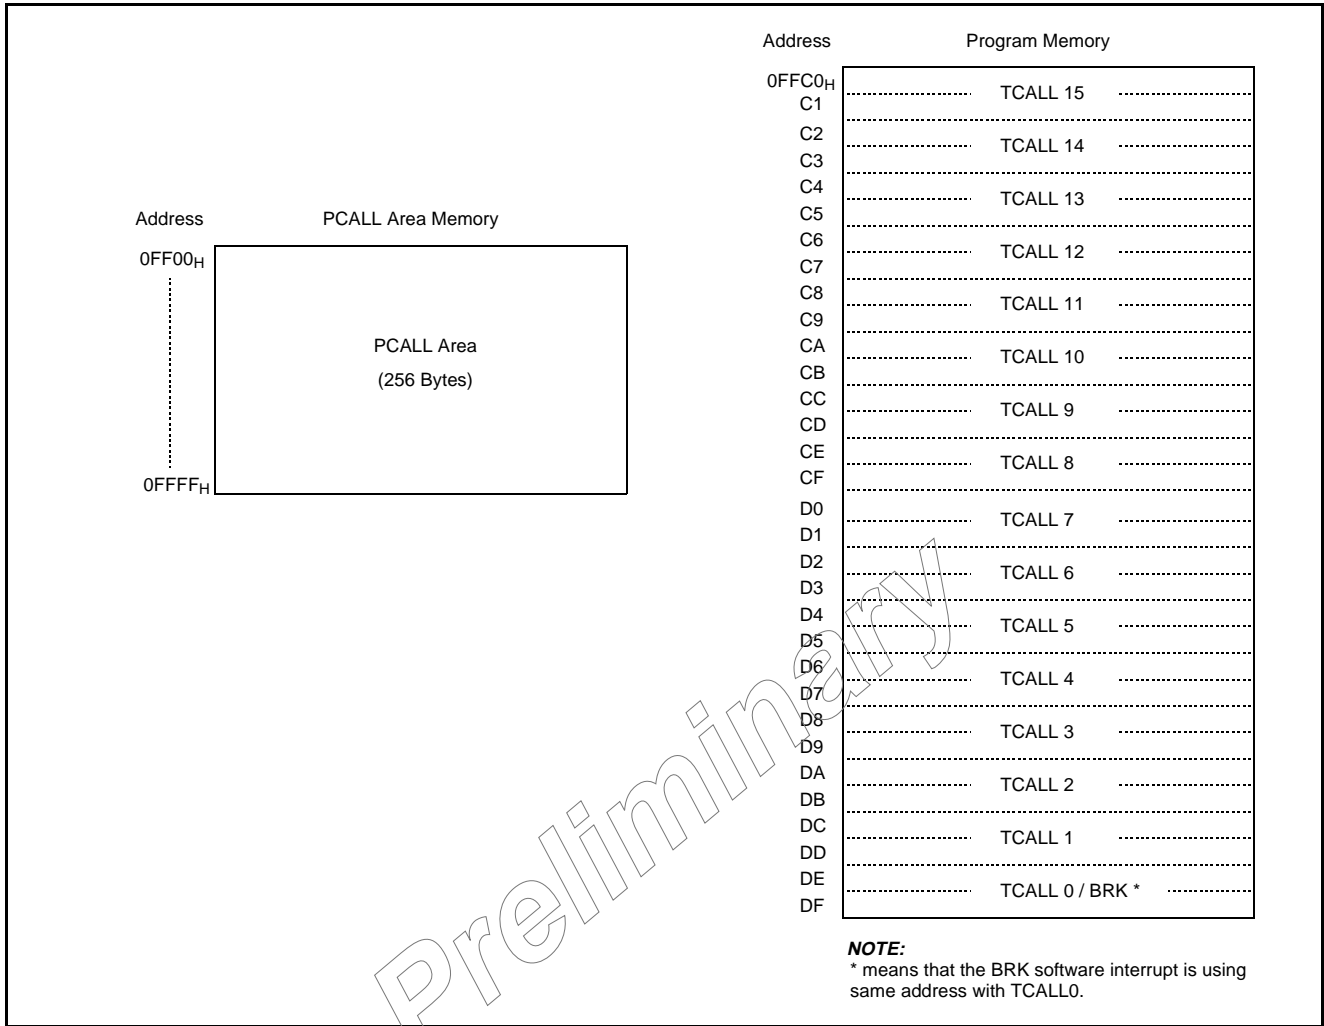 Address PCALL Area Memory
0FF00H
PCALL Area
(256 Bytes)
0FFFFH
Address Program Memory
0FFC0H
C1
TCALL 15
C2
C3
TCALL 14
C4
C5
TCALL 13
C6
C7
TCALL 12
C8
C9
TCALL 11
CA
CB
TCALL 10
CC
CD
TCALL 9
CE
CF
TCALL 8
D0
D1
TCALL 7
D2
D3
TCALL 6
D4
D5
TCALL 5
D6
D7
TCALL 4
D8
D9
TCALL 3
DA
DB
TCALL 2
DC
DD
TCALL 1
DE
DF
TCALL 0 / BRK *
NOTE:
* means that the BRK software interrupt is using
same address with TCALL0.
Preliminary